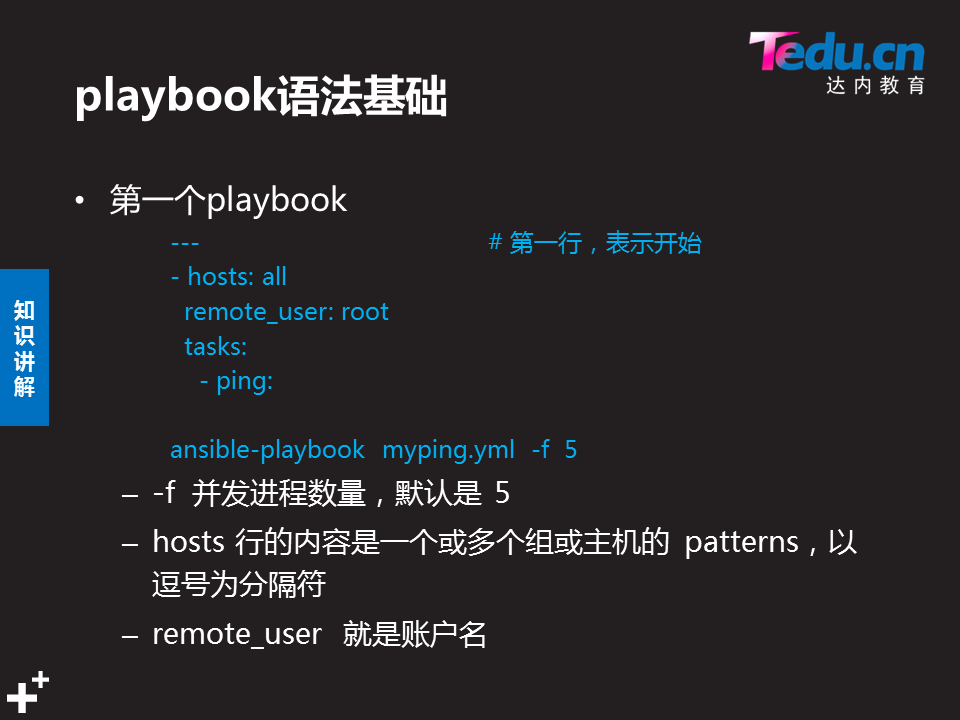 Tedu.cn
达内教育
playbook语法基础
• 第一个playbook
--- # 第一行，表示开始
- hosts: all
remote_user: root
tasks:
- ping:
ansible-playbook myping.yml -f 5
– -f 并发进程数量，默认是 5
– hosts 行的内容是一个或多个组或主机的 patterns，以
逗号为分隔符
– remote_user 就是账户名
知
识
讲
解